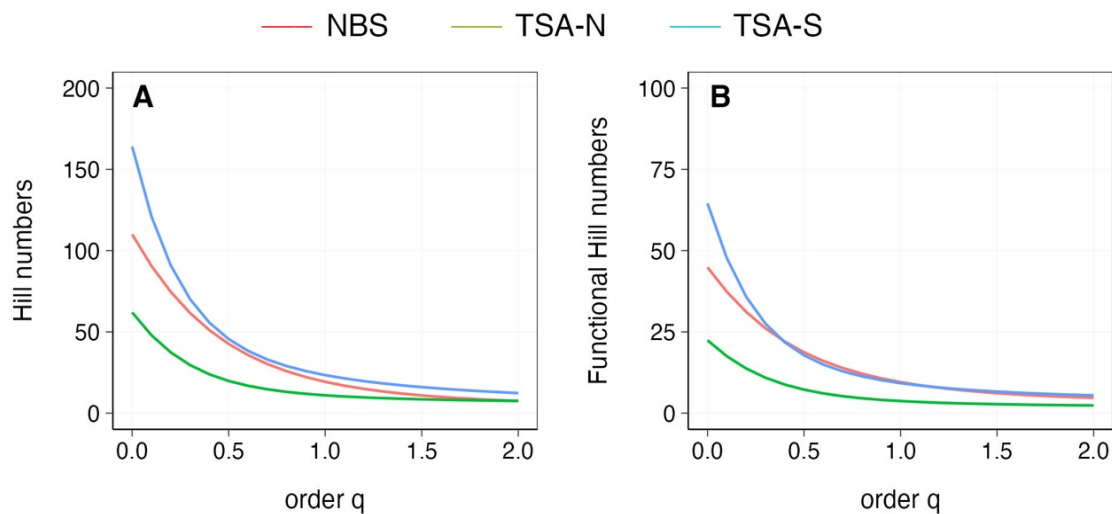 NBS TSA-N TSA-S
A
200
150
100
50
0
Hill numbers
0.0 0.5 1.0 1.5 2.0
order q
B
100
75
50
25
0
Functional Hill numbers
0.0 0.5 1.0 1.5 2.0
order q